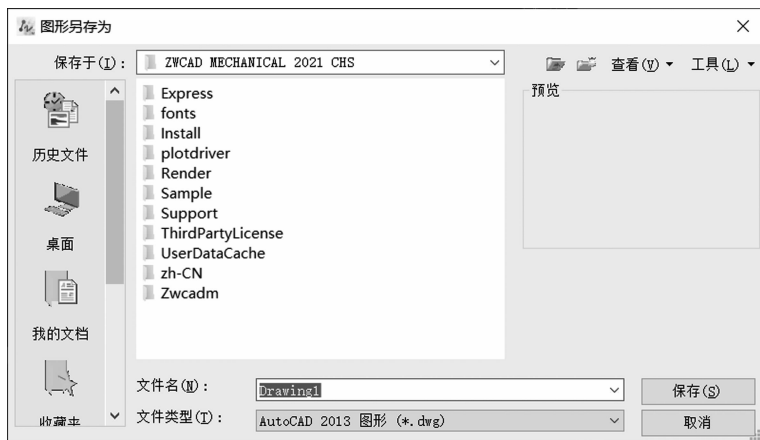 图形另存为
保存于(I)：
ZWCAD MECHANICAL 2021 CHS
查看(V)
工具(L)
历史文件
桌面
我的文档
收藏夹
Express
fonts
Install
plotdriver
Render
Sample
Support
ThirdPartyLicense
UserDataCache
zh-CN
Zwcadm
预览
文件名(N)：
Drawing1
保存(S)
文件类型(T)：
AutoCAD 2013 图形 (*.dwg)
取消